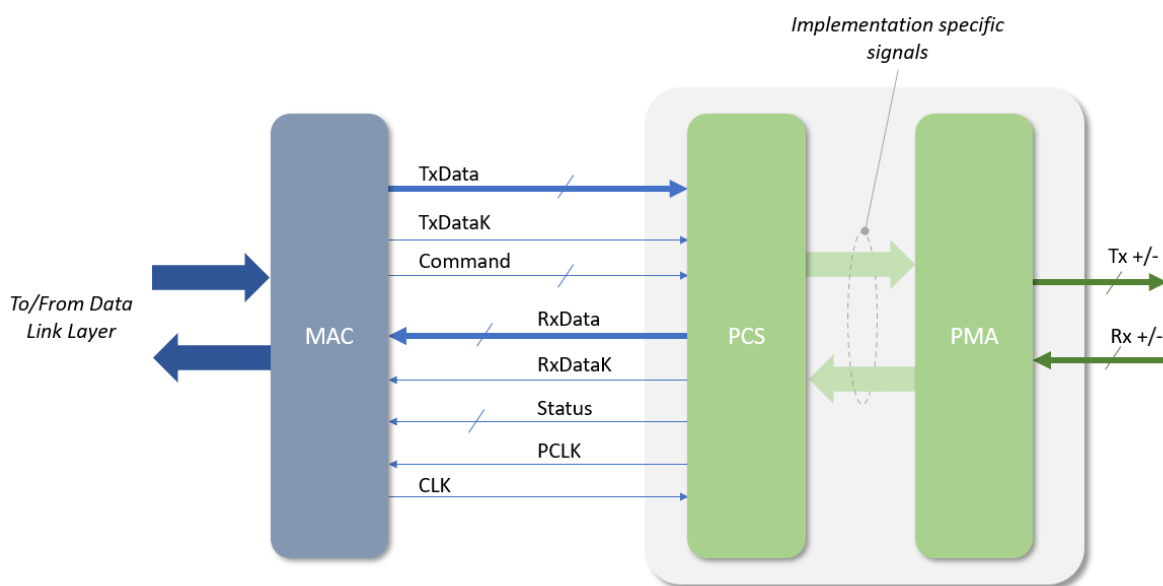 Implementation specific
signals
TxData
TxDataK
Command
RxData
RxDataK
Status
PCLK
CLK
To/From Data
Link Layer
MAC
PCS
PMA
Tx +/-
Rx +/-